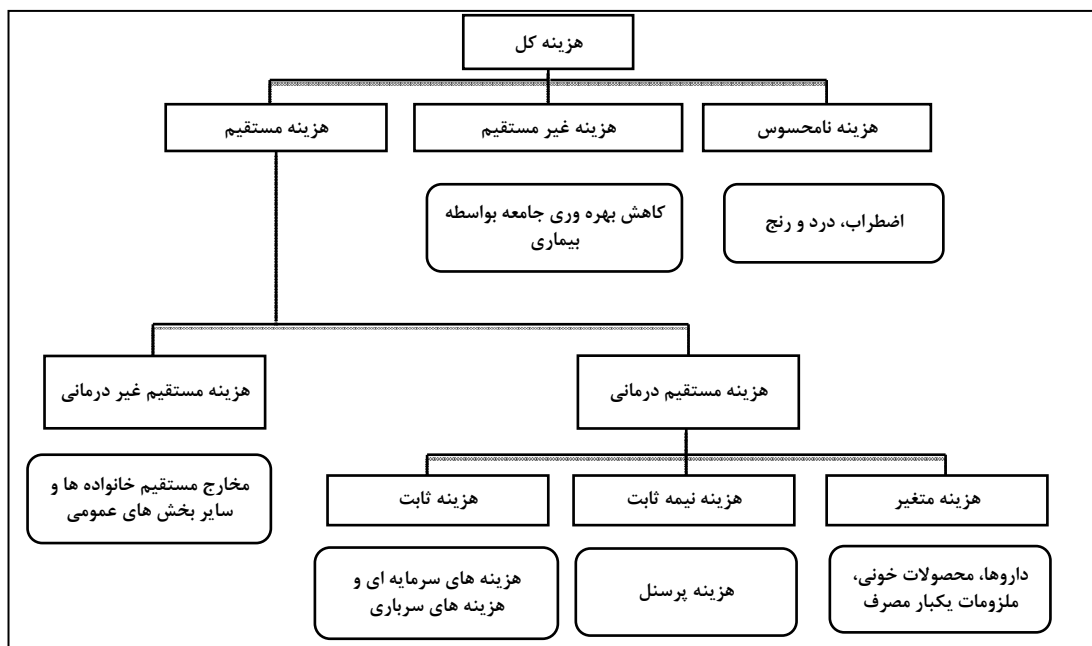 هزینه کل
هزینه نامحسوس
هزینه غیر مستقیم
هزینه مستقیم
اضطراب، درد و رنج
کاهش بهره وری جامعه بواسطه
بیماری
هزینه مستقیم درمانی
هزینه مستقیم غیر درمانی
مخارج مستقیم خانواده ها و
سایر بخش های عمومی
هزینه متغیر
هزینه نیمه ثابت
هزینه ثابت
داروها، محصولات خونی،
ملزومات یکبار مصرف
هزینه پرسنل
هزینه های سرمایه ای و
هزینه های سرباری